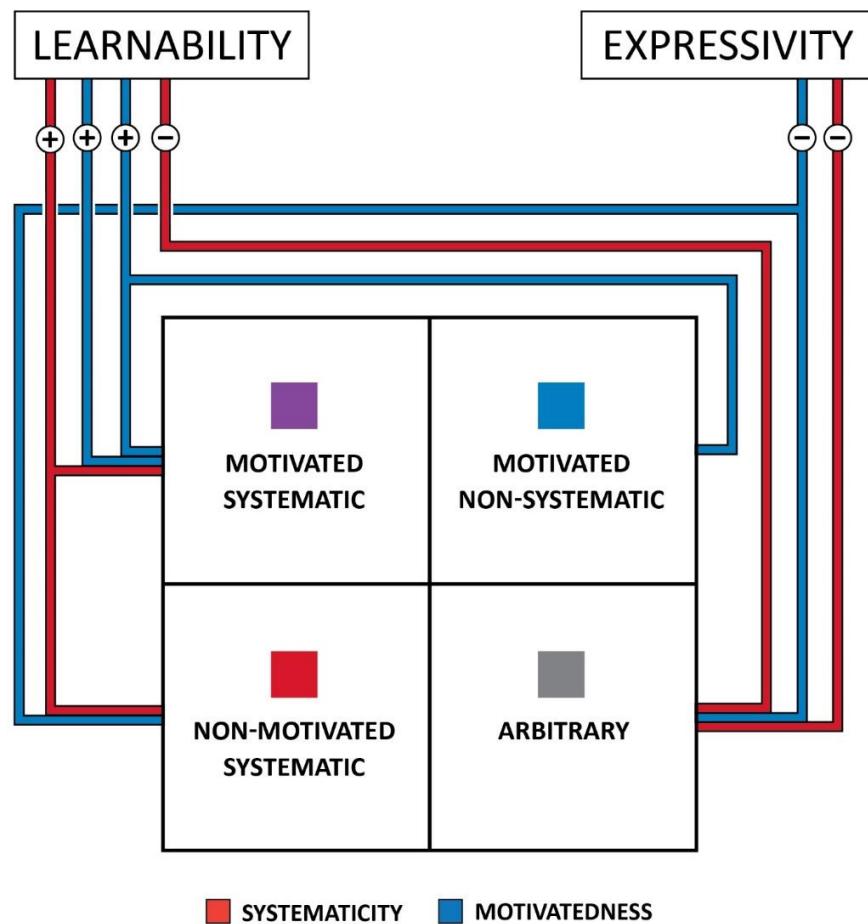 LEARNABILITY
EXPRESSIVITY
+ + + −
− −
MOTIVATED
SYSTEMATIC
MOTIVATED
NON-SYSTEMATIC
NON-MOTIVATED
SYSTEMATIC
ARBITRARY
SYSTEMATICITY
MOTIVATEDNESS